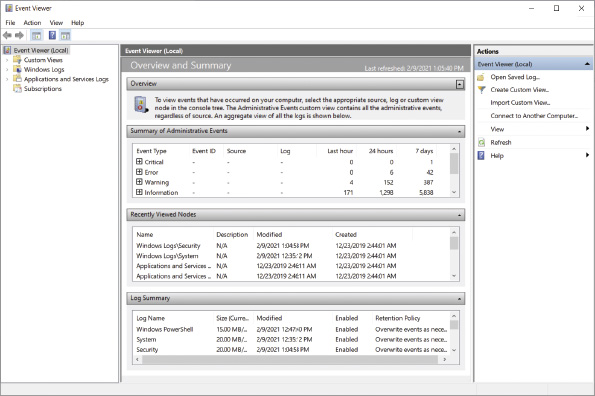 Event Viewer
File Action View Help
Event Viewer (Local)
Custom Views
Windows Logs
Applications and Services Logs
Subscriptions
Event Viewer (Local)
Overview and Summary
Last refreshed: 2/9/2021 1:05:40 PM
Overview
To view events that have occurred on your computer, select the appropriate source, log or custom view
node in the console tree. The Administrative Events custom view contains all the administrative events,
regardless of source. An aggregate view of all the logs is shown below.
Summary of Administrative Events
Event Type Event ID Source Log Last hour 24 hours 7 days
Critical - - - 0 0 1
Error - - - 0 6 42
Warning - - - 4 152 387
Information - - - 171 1,298 5,838
Recently Viewed Nodes
Name Description Modified Created
Windows Logs\Security N/A 2/9/2021 1:04:58 PM 12/23/2019 2:44:01 AM
Windows Logs\System N/A 2/9/2021 12:35:12 PM 12/23/2019 2:44:01 AM
Applications and Services ... N/A 12/23/2019 2:46:11 AM 12/23/2019 2:44:01 AM
Applications and Services ... N/A 12/23/2019 2:46:11 AM 12/23/2019 2:44:01 AM
Log Summary
Log Name Size (Curre... Modified Enabled Retention Policy
Windows PowerShell 15.00 MB/... 2/9/2021 PM Enabled Overwrite events as nece...
System 20.00 MB/... 2/9/2021 12:35:12 PM Enabled Overwrite events as nece...
Security 20.00 MB/... 2/9/2021 1:04:58 PM Enabled Overwrite events as nece...
Actions
Event Viewer (Local)
Open Saved Log...
Create Custom View...
Import Custom View...
Connect to Another Computer...
View
Refresh
Help